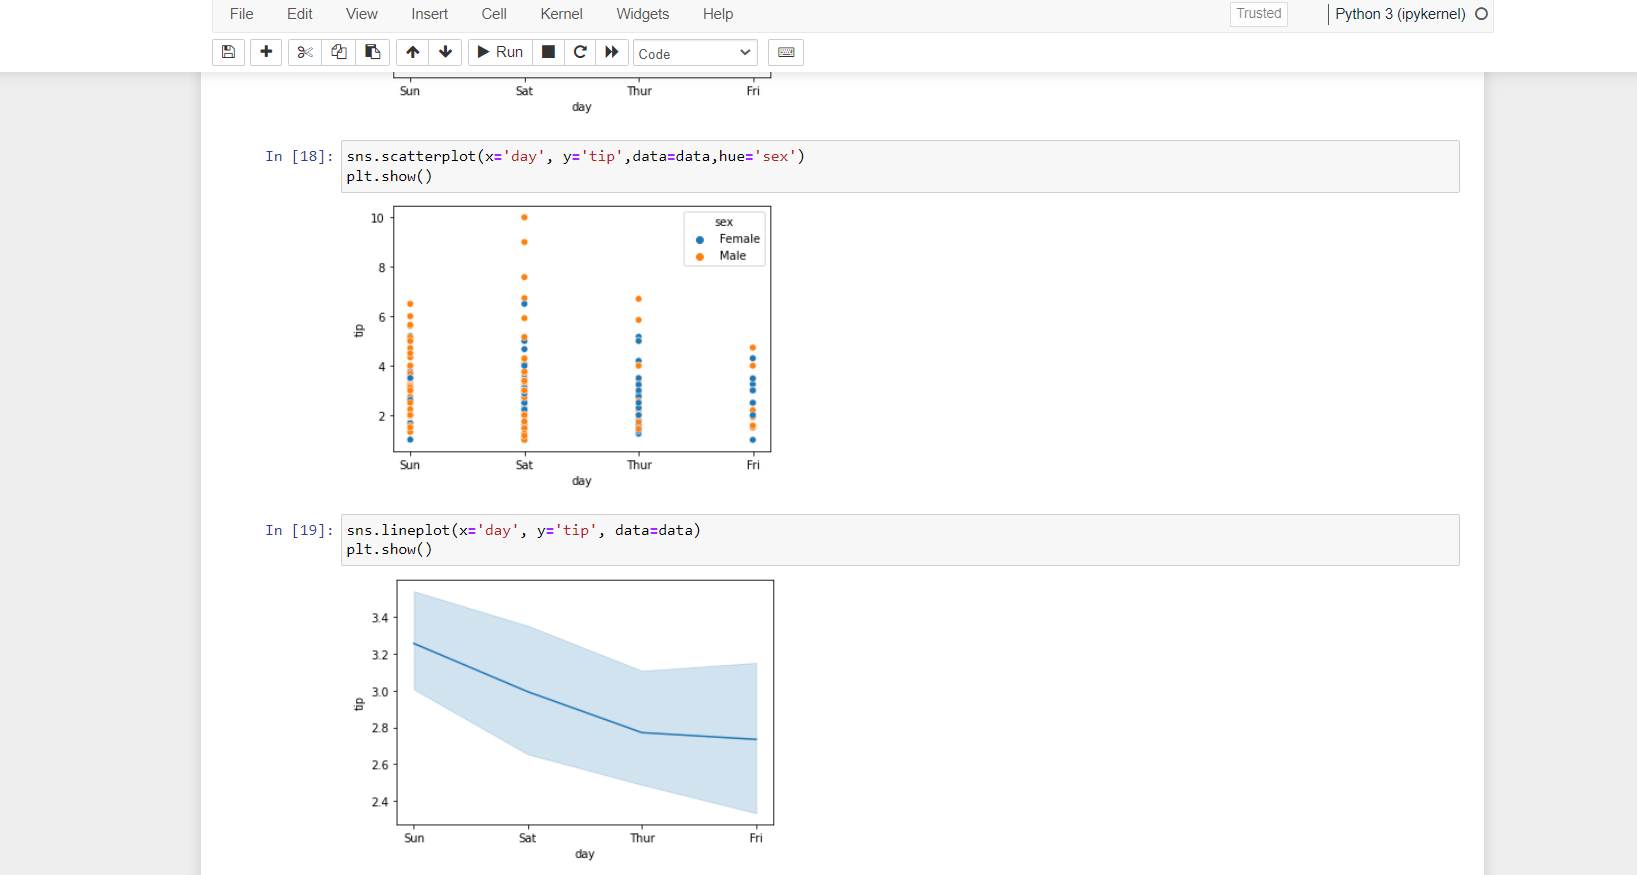 File Edit View Insert Cell Kernel Widgets Help Trusted Python 3 (ipykernel)
Run Code
Sun Sat Thur Fri
day
In [18]: sns.scatterplot(x='day', y='tip',data=data,hue='sex')
plt.show()
10
8
6
4
2
tip
sex
Female
Male
Sun Sat Thur Fri
day
In [19]: sns.lineplot(x='day', y='tip', data=data)
plt.show()
3.4
3.2
3.0
2.8
2.6
2.4
tip
Sun Sat Thur Fri
day